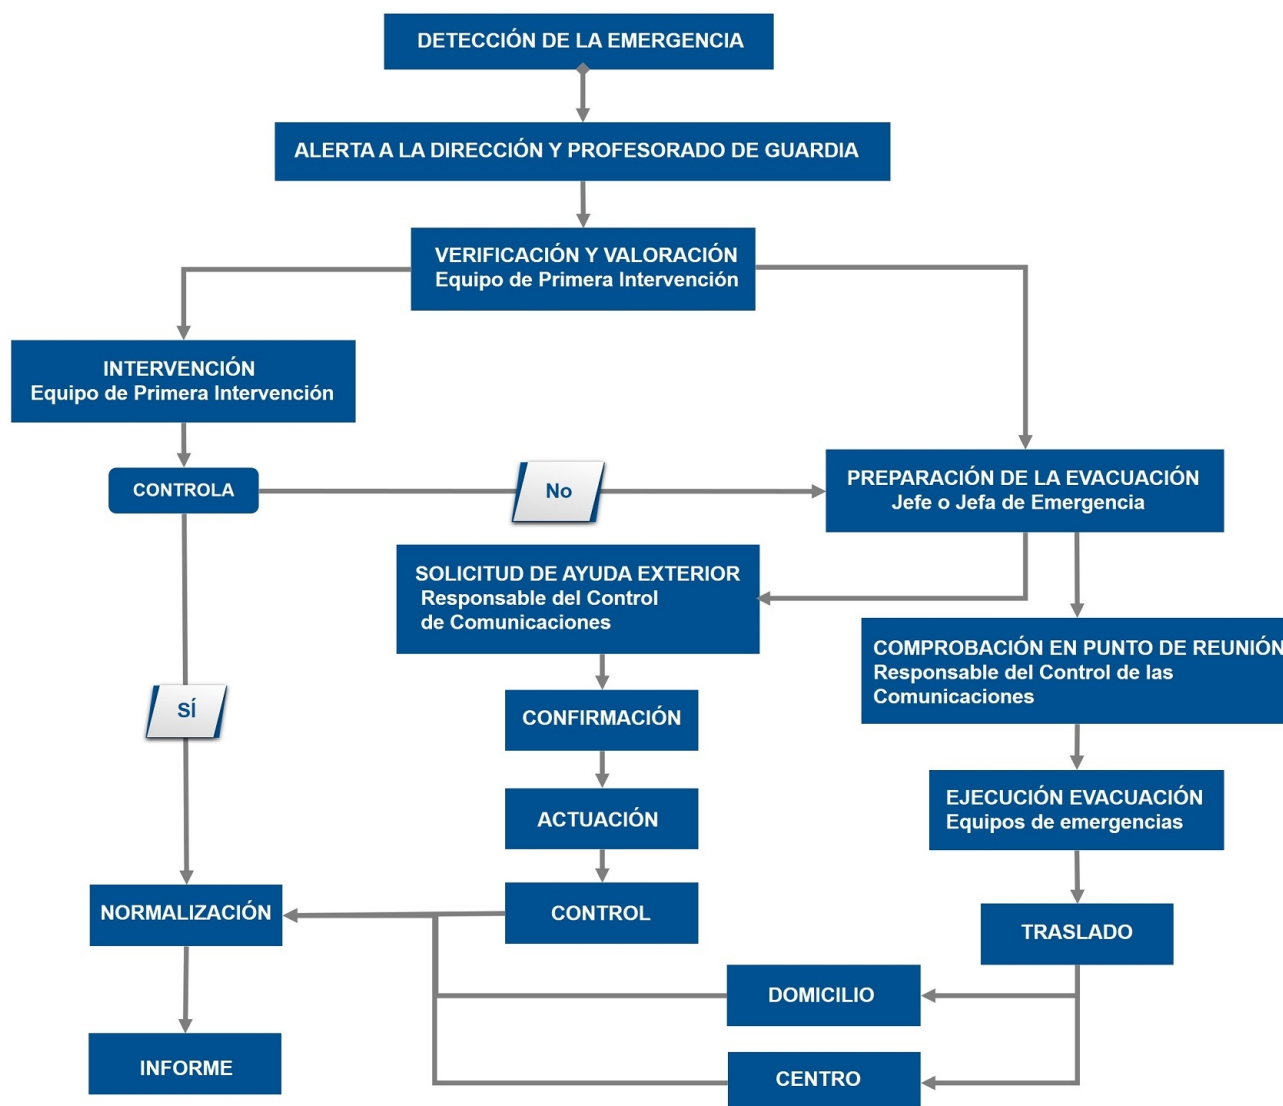 DETECCIÓN DE LA EMERGENCIA
ALERTA A LA DIRECCIÓN Y PROFESORADO DE GUARDIA
VERIFICACIÓN Y VALORACIÓN
Equipo de Primera Intervención
INTERVENCIÓN
Equipo de Primera Intervención
CONTROLA
No
PREPARACIÓN DE LA EVACUACIÓN
Jefe o Jefa de Emergencia
SOLICITUD DE AYUDA EXTERIOR
Responsable del Control
de Comunicaciones
COMPROBACIÓN EN PUNTO DE REUNIÓN
Responsable del Control de las
Comunicaciones
SÍ
CONFIRMACIÓN
EJECUCIÓN EVACUACIÓN
Equipos de emergencias
ACTUACIÓN
NORMALIZACIÓN
CONTROL
TRASLADO
DOMICILIO
INFORME
CENTRO